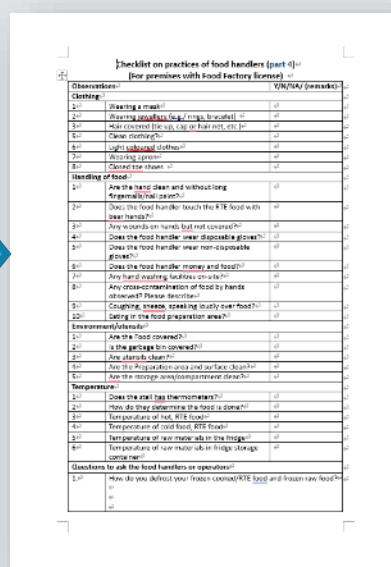 Checklist on practices of food handlers (part 4)
(For premises with Food Factory license)
Observations Y/N/NA/ (remarks)
Clothing
1 Wearing a mask
2 Wearing jewellery (e.g./ rings, bracelet)
3 Hair covered (tie up, cap or hair net, etc.)
5 Clean clothing?
6 Light coloured clothes
7 Wearing apron
8 Closed toe shoes
Handling of food
1 Are the hand clean and without long
fingernails/nail paint?
2 Does the food handler touch the RTE food with
bear hands?
3 Any wounds on hands but not covered?
4 Does the food handler wear disposable gloves?
5 Does the food handler wear non-disposable
gloves?
6 Does the food handler money and food?
7 Any hand washing facilities on-site?
8 Any cross-contamination of food by hands
observed? Please describe
9 Coughing, sneeze, speaking loudly over food?
10 Eating in the food preparation area?
Environment/utensils
1 Are the Food covered?
2 Is the garbage bin covered?
3 Are utensils clean?
4 Are the Preparation area and surface clean?
5 Are the storage area/compartment clean?
Temperature
1 Does the stall has thermometers?
2 How do they determine the food is done?
3 Temperature of hot, RTE food
4 Temperature of cold food, RTE food
5 Temperature of raw materials in the fridge
6 Temperature of raw materials in fridge storage
container
Questions to ask the food handlers or operators
1. How do you defrost your frozen cooked/RTE food and frozen raw food?